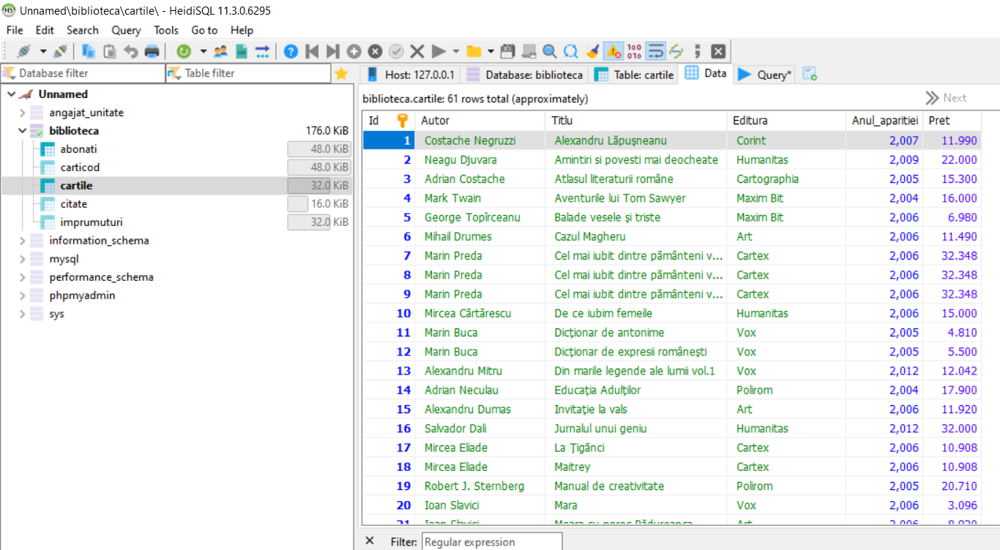 Unnamed\biblioteca\cartile\ - HeidiSQL 11.3.0.6295
File Edit Search Query Tools Go to Help
Database filter Table filter
Host: 127.0.0.1 Database: biblioteca Table: cartile Data Query*
Unnamed
angajat_unitate
biblioteca 176.0 KiB
abonati 48.0 KiB
carticod 48.0 KiB
cartile 32.0 KiB
citate 16.0 KiB
imprumuturi 32.0 KiB
information_schema
mysql
performance_schema
phpmyadmin
sys
biblioteca.cartile: 61 rows total (approximately) Next
Id Autor Titlu Editura Anul_aparitiei Pret
1 Costache Negruzzi Alexandru Lăpușneanu Corint 2,007 11.990
2 Neagu Djuvara Amintiri si povesti mai deocheate Humanitas 2,009 22.000
3 Adrian Costache Atlasul literaturii române Cartographia 2,005 15.300
4 Mark Twain Aventurile lui Tom Sawyer Maxim Bit 2,004 16.000
5 George Topîrceanu Balade vesele și triste Maxim Bit 2,006 6.980
6 Mihail Drumes Cazul Magheru Art 2,006 11.490
7 Marin Preda Cel mai iubit dintre pământeni v... Cartex 2,006 32.348
8 Marin Preda Cel mai iubit dintre pământeni v... Cartex 2,006 32.348
9 Marin Preda Cel mai iubit dintre pământeni v... Cartex 2,006 32.348
10 Mircea Cărtărescu De ce iubim femeile Humanitas 2,006 15.000
11 Marin Buca Dicționar de antonime Vox 2,005 4.810
12 Marin Buca Dicționar de expresii românești Vox 2,005 5.500
13 Alexandru Mitru Din marile legende ale lumii vol.1 Vox 2,012 12.042
14 Adrian Neculau Educația Adulților Polirom 2,004 17.900
15 Alexandru Dumas Invitație la vals Art 2,006 11.920
16 Salvador Dali Jurnalul unui geniu Humanitas 2,012 32.000
17 Mircea Eliade La Țigănci Cartex 2,006 10.908
18 Mircea Eliade Maitrey Cartex 2,006 10.908
19 Robert J. Sternberg Manual de creativitate Polirom 2,005 20.710
20 Ioan Slavici Mara Vox 2,006 3.096
21 Ioan Slavici Moara cu noroc Art 2,006
Filter: Regular expression